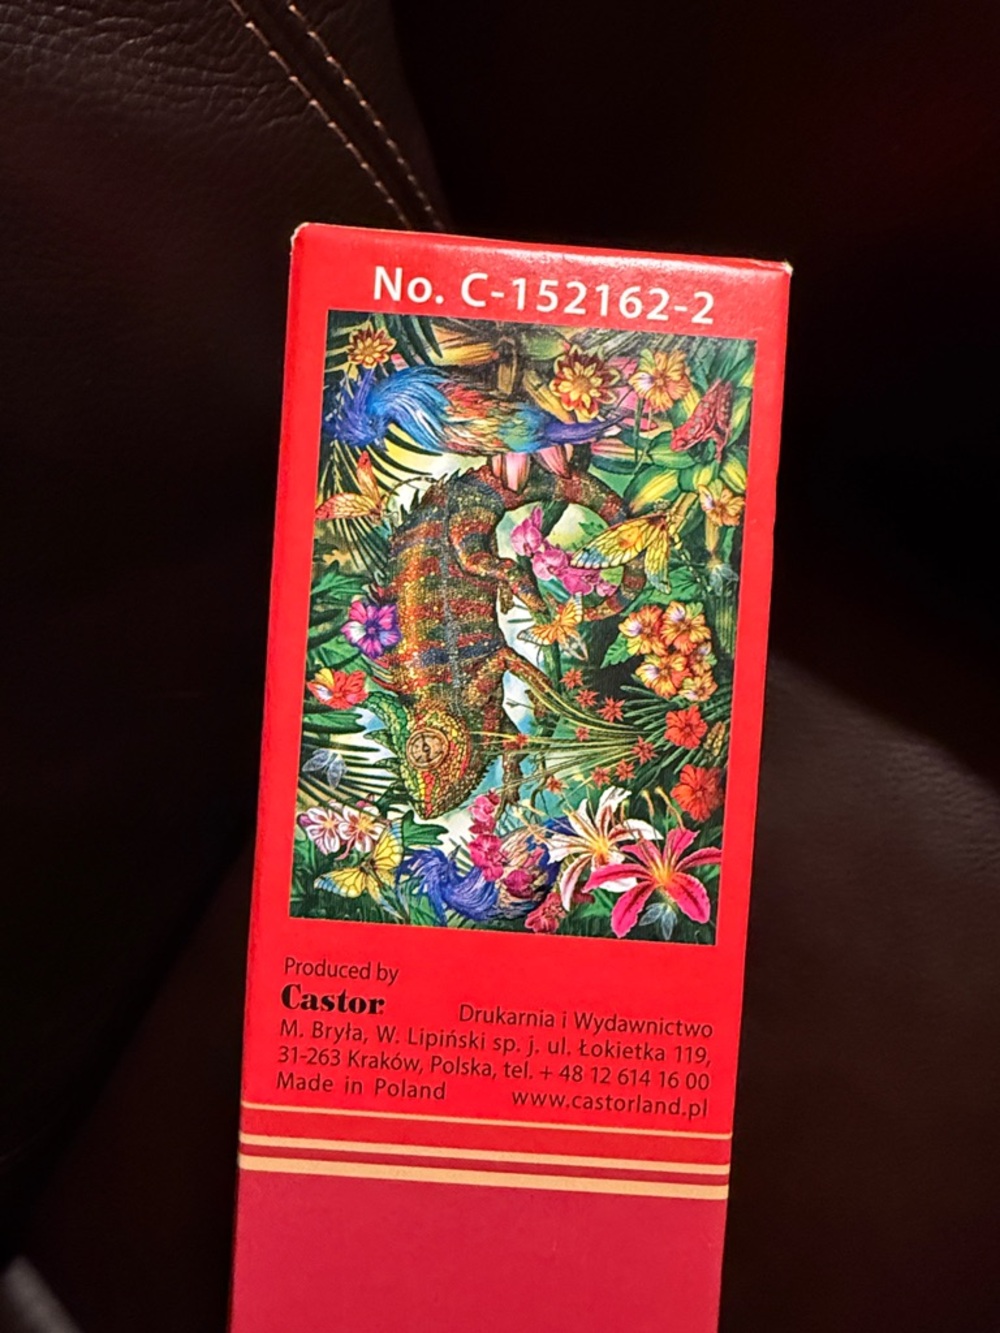 No. C-152162-2
Produced by
Castor
Drukarnia i Wydawnictwo
M. Bryła, W. Lipiński sp. j. ul. Łokietka 119,
31-263 Kraków, Polska, tel. + 48 12 614 16 00
Made in Poland
www.castorland.pl